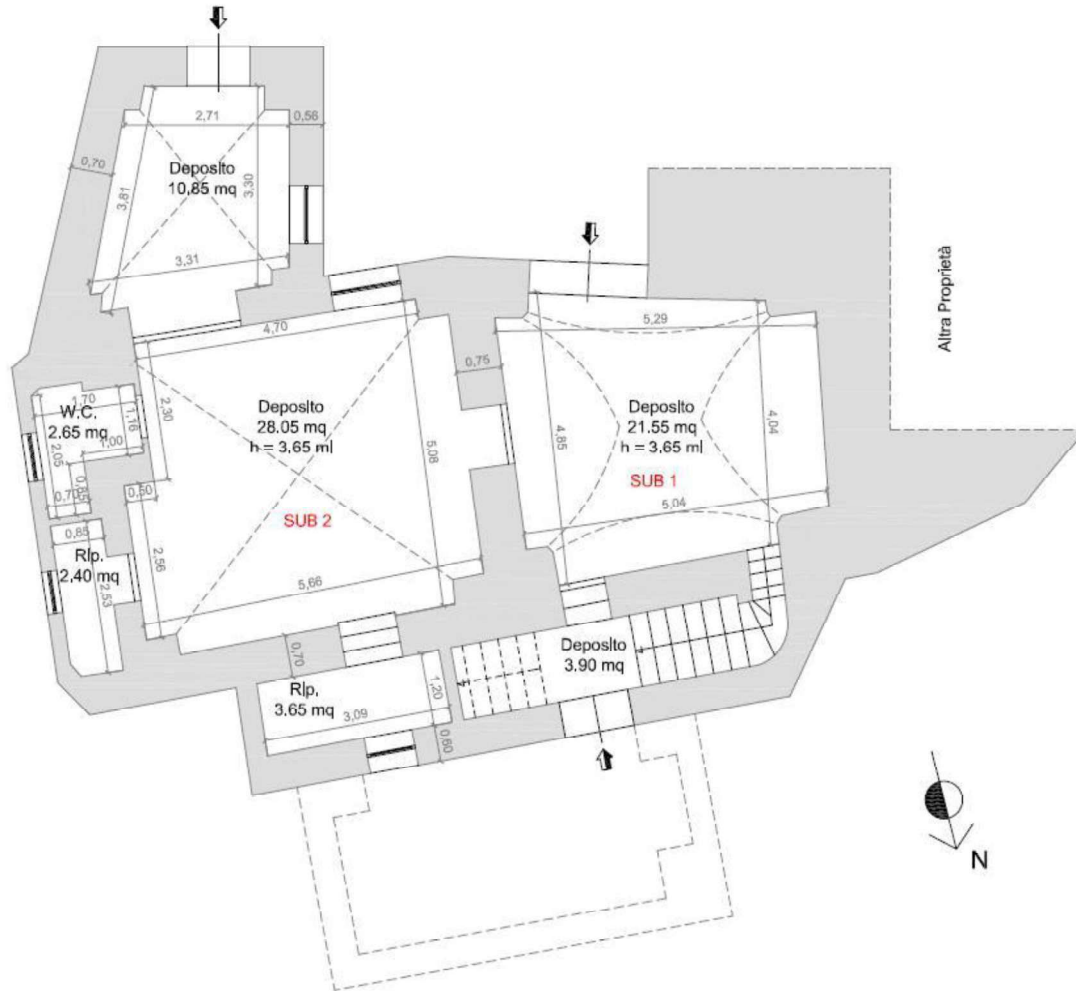 2,71
0,56
0,70
Deposito
10,85 mq
3,81
3,30
3,31
4,70
5,29
Altra Proprietà
0,75
1,70
W.C.
2.65 mq
1,16
1,00
2,05
0,70
0,85
2,30
0,50
Deposito
28.05 mq
h = 3,65 ml
SUB 2
5,08
4,85
Deposito
21.55 mq
h = 3,65 ml
SUB 1
4,04
5,04
0,85
Rip.
2,40 mq
2,53
2,56
5,66
0,70
Deposito
3.90 mq
Rip.
3.65 mq
1,20
3,09
0,60
N